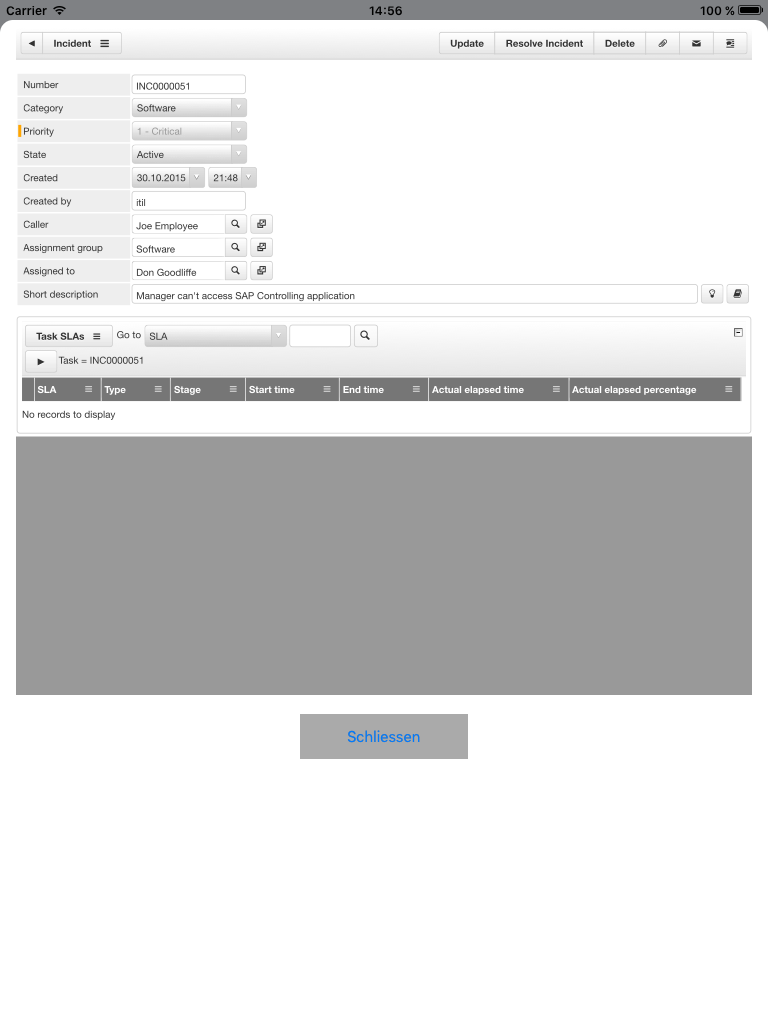 Carrier 14:56 100 %
Incident Update Resolve Incident Delete
Number INC0000051
Category Software
Priority 1 - Critical
State Active
Created 30.10.2015 21:48
Created by itil
Caller Joe Employee
Assignment group Software
Assigned to Don Goodliffe
Short description Manager can't access SAP Controlling application
Task SLAs Go to SLA
Task = INC0000051
SLA Type Stage Start time End time Actual elapsed time Actual elapsed percentage
No records to display
Schliessen